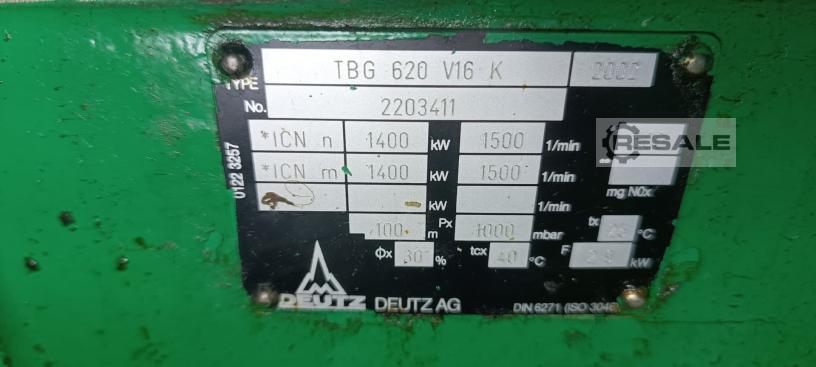 TYPE TBG 620 V16 K
No. 2203411
*ICN n 1400 kW 1500 1/min
RESALE
*ICN m 1400 kW 1500 1/min
mg NOx
kW 1/min
100 m Px 1000 mbar tx °C
Φx 30 % tcx 40 °C F kW
0122 3257
DEUTZ DEUTZ AG DIN 6271 (ISO 3046)